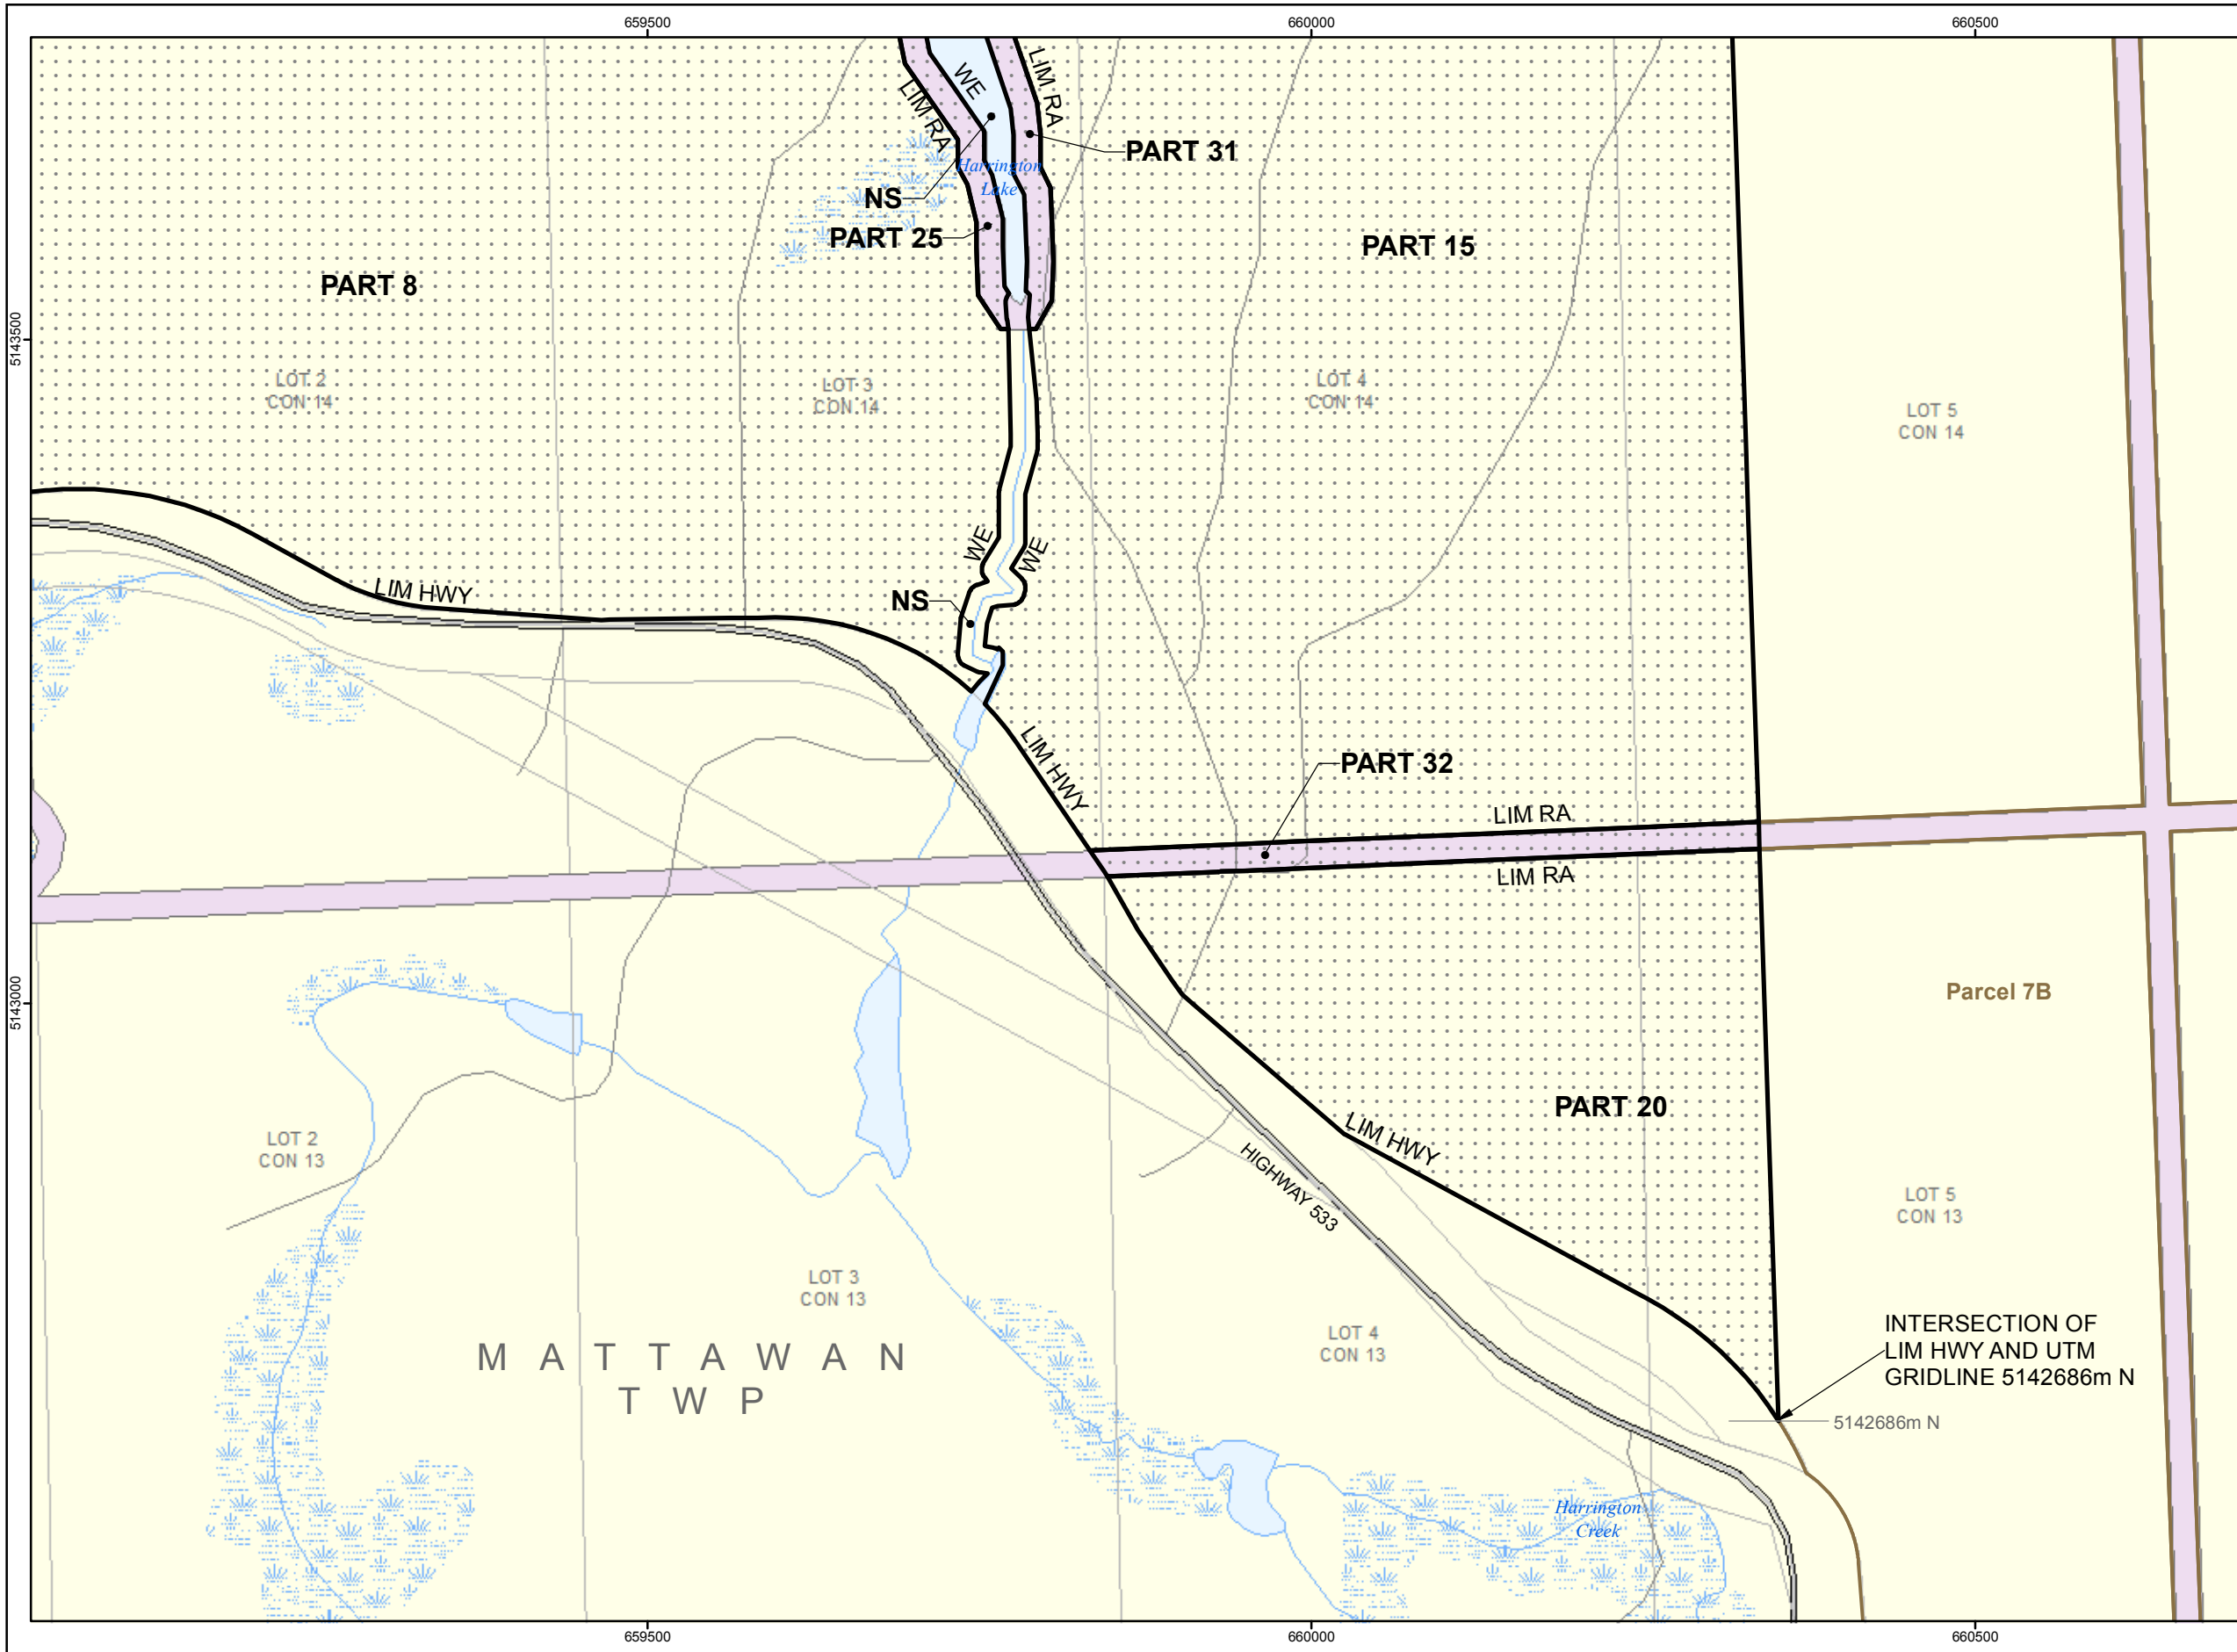 659500
660000
660500
WE
LIM RA
LIM RA
PART 31
Harrington
Lake
NS
PART 25
PART 15
PART 8
5143500
LOT 2
CON 14
LOT 3
CON 14
LOT 4
CON 14
LOT 5
CON 14
WE
WE
LIM HWY
NS
LIM HWY
PART 32
LIM RA
LIM RA
5143000
Parcel 7B
PART 20
LIM HWY
HIGHWAY 533
LOT 2
CON 13
LOT 5
CON 13
LOT 3
CON 13
LOT 4
CON 13
MATTAWAN
TWP
INTERSECTION OF
LIM HWY AND UTM
GRIDLINE 5142686m N
5142686m N
Harrington
Creek
659500
660000
660500